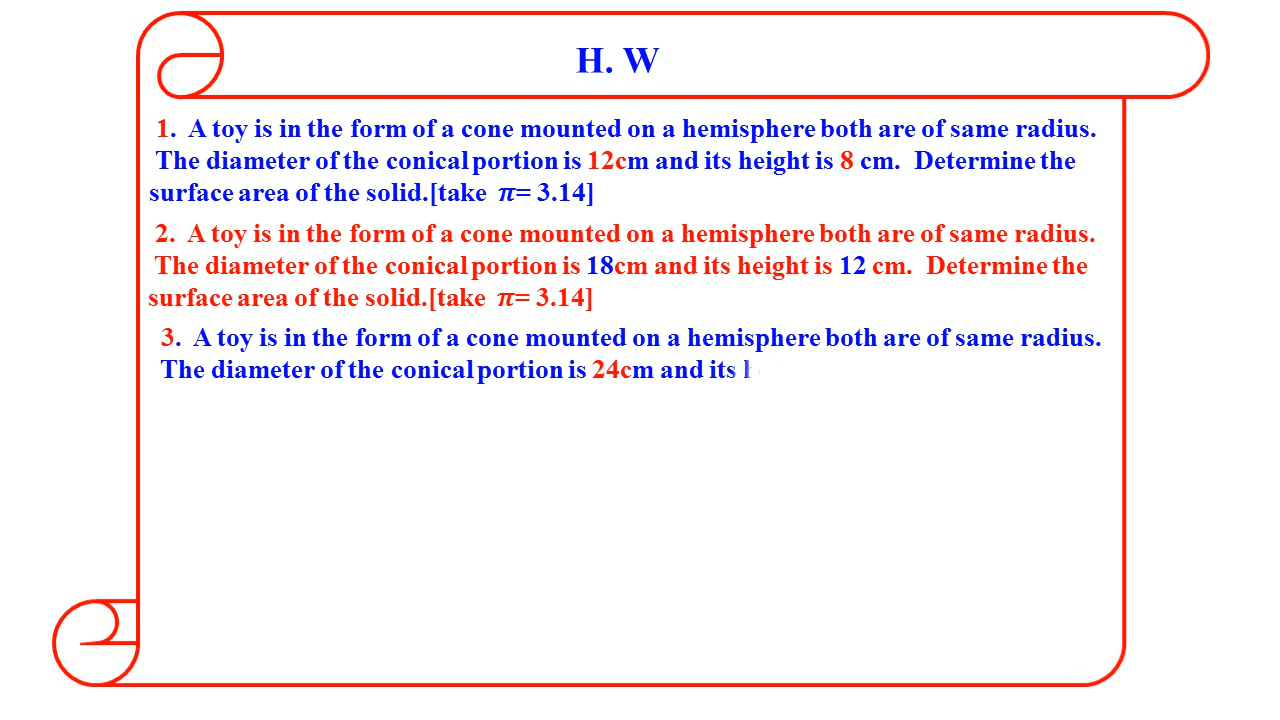 H. W
1. A toy is in the form of a cone mounted on a hemisphere both are of same radius.
The diameter of the conical portion is 12cm and its height is 8 cm. Determine the
surface area of the solid.[take π= 3.14]
2. A toy is in the form of a cone mounted on a hemisphere both are of same radius.
The diameter of the conical portion is 18cm and its height is 12 cm. Determine the
surface area of the solid.[take π= 3.14]
3. A toy is in the form of a cone mounted on a hemisphere both are of same radius.
The diameter of the conical portion is 24cm and its